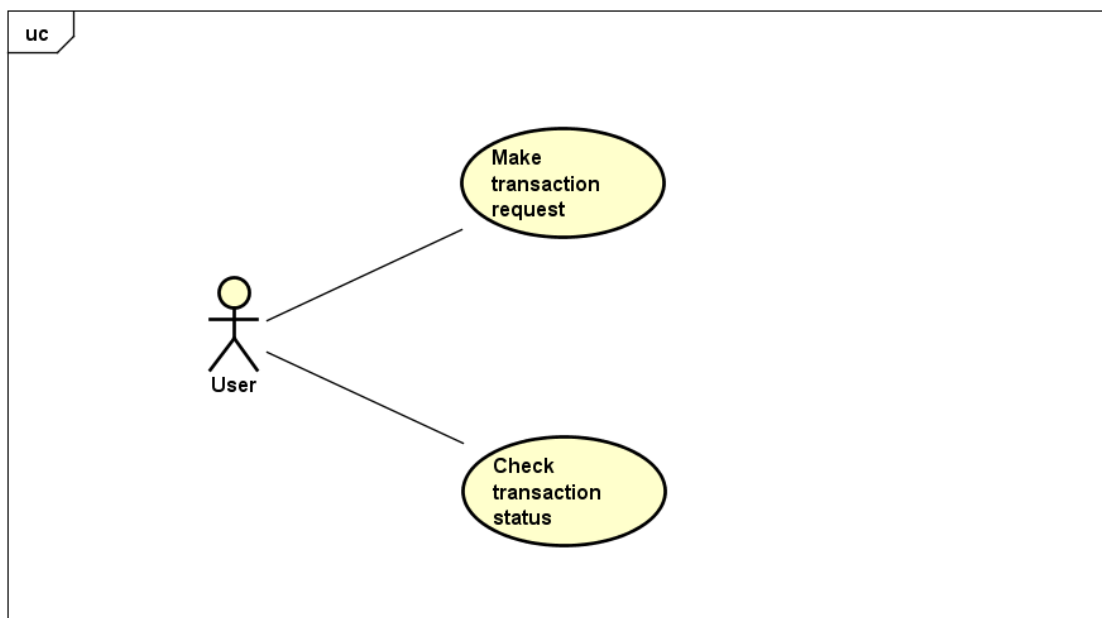 uc
Make
transaction
request
User
Check
transaction
status